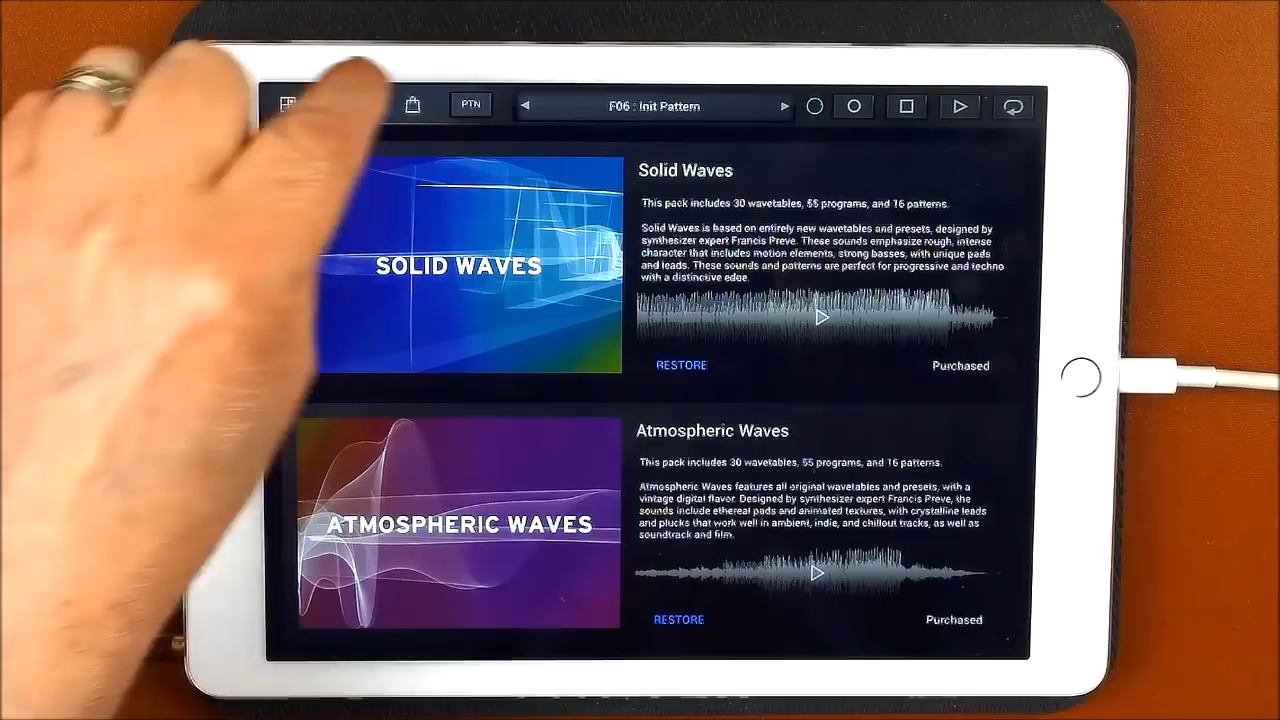 PTN
F06 : Init Pattern
SOLID WAVES
Solid Waves
This pack includes 30 wavetables, 55 programs, and 16 patterns.
Solid Waves is based on entirely new wavetables and presets, designed by
synthesizer expert Francis Preve. These sounds emphasize rough, intense
character that includes motion elements, strong basses, with unique pads
and leads. These sounds and patterns are perfect for progressive and techno
with a distinctive edge.
RESTORE
Purchased
ATMOSPHERIC WAVES
Atmospheric Waves
This pack includes 30 wavetables, 55 programs, and 16 patterns.
Atmospheric Waves features all original wavetables and presets, with a
vintage digital flavor. Designed by synthesizer expert Francis Preve, the
sounds include ethereal pads and animated textures, with crystalline leads
and plucks that work well in ambient, indie, and chillout tracks, as well as
soundtrack and film.
RESTORE
Purchased